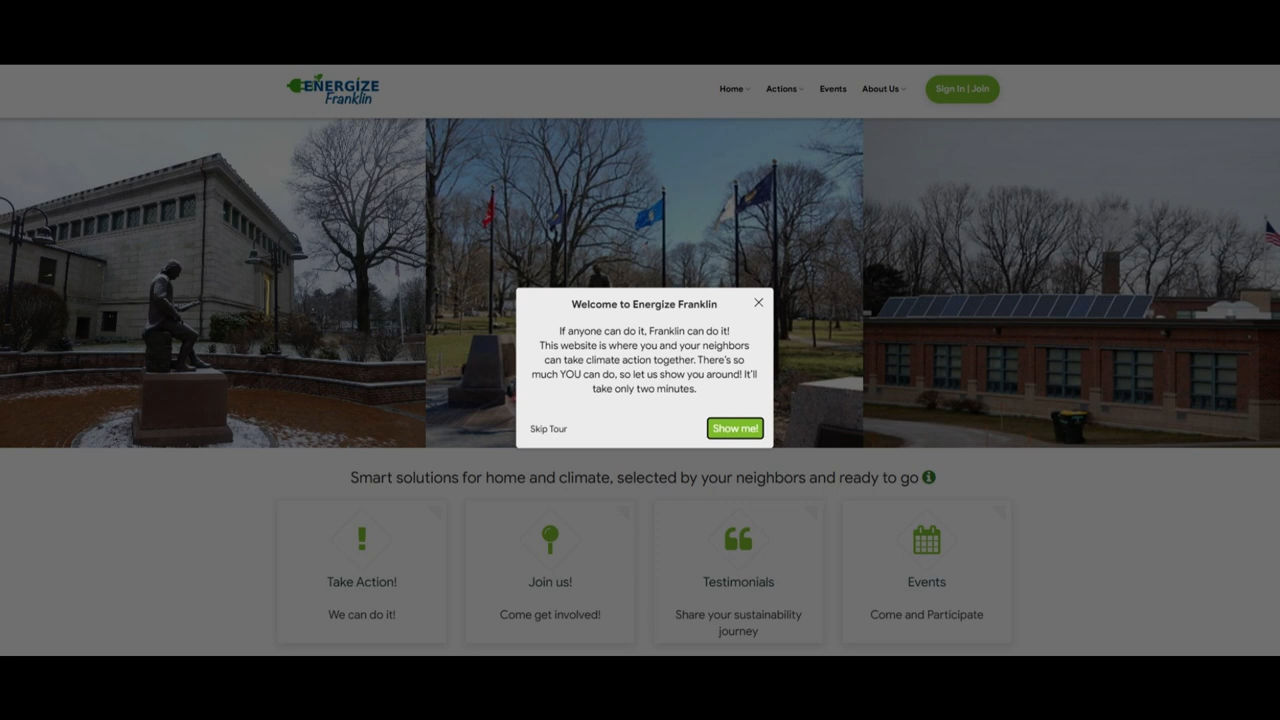 ENERGIZE
Franklin
Home Actions Events About Us Sign In | Join
Welcome to Energize Franklin
If anyone can do it, Franklin can do it!
This website is where you and your neighbors
can take climate action together. There's so
much YOU can do, so let us show you around! It'll
take only two minutes.
Skip Tour Show me!
Smart solutions for home and climate, selected by your neighbors and ready to go
Take Action!
We can do it!
Join us!
Come get involved!
Testimonials
Share your sustainability
journey
Events
Come and Participate